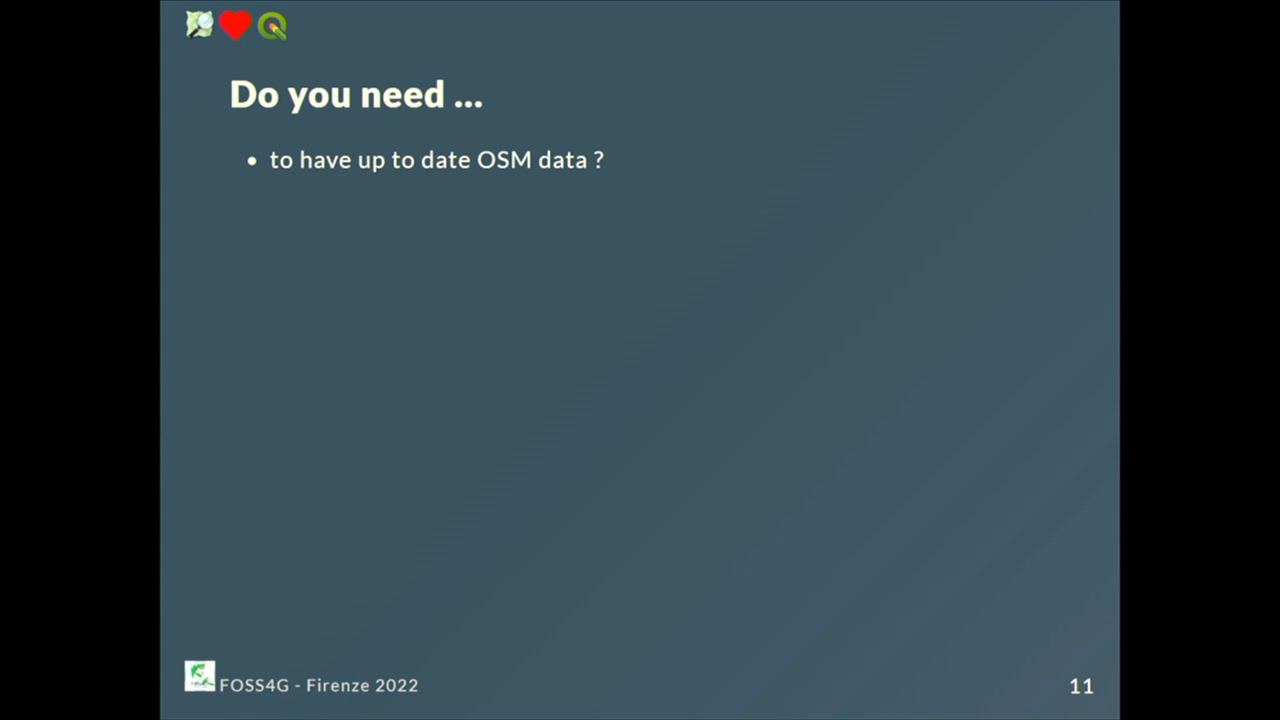 Do you need ...
to have up to date OSM data ?
FOSS4G - Firenze 2022
11